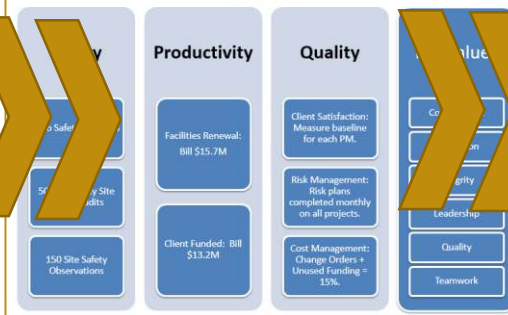 Productivity
Quality
Facilities Renewal:
Bill $15.7M
Client Funded: Bill
$13.2M
Client Satisfaction:
Measure baseline
for each PM.
Risk Management:
Risk plans
completed monthly
on all projects.
Cost Management:
Change Orders +
Unused Funding =
15%.
150 Site Safety
Observations
Leadership
Quality
Teamwork